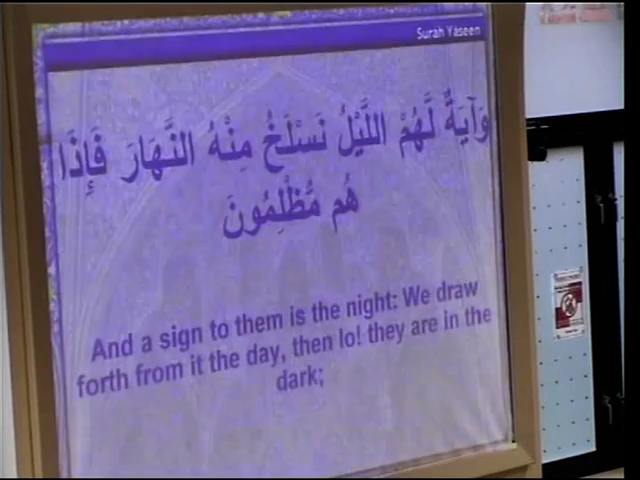 Surah Yaseen
وَآيَةٌ لَّهُمْ اللَّيْلُ نَسْلَخُ مِنْهُ النَّهَارَ فَإِذَا
هُم مُّظْلِمُونَ
And a sign to them is the night: We draw
forth from it the day, then lo! they are in the
dark;